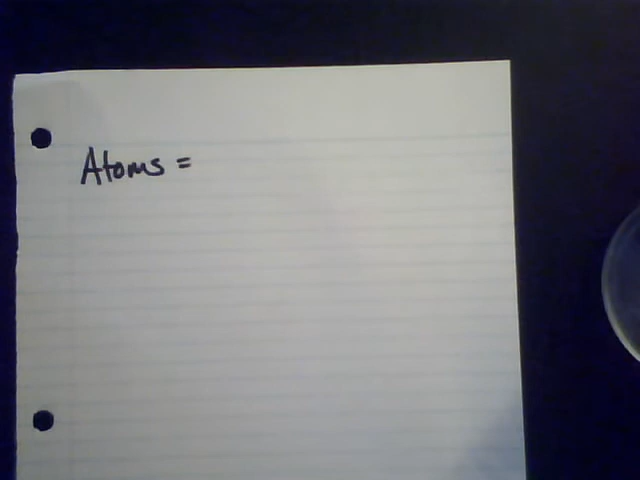 Atoms =